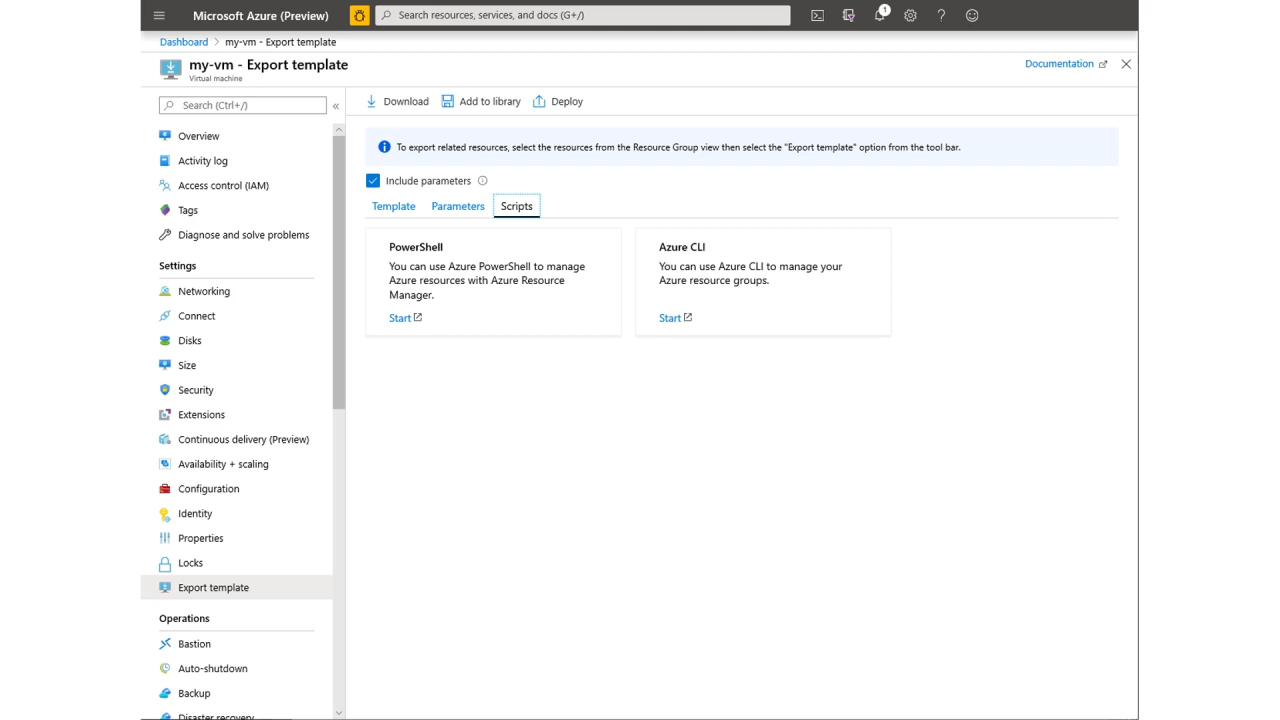 Microsoft Azure (Preview)
Search resources, services, and docs (G+/)
1
Dashboard > my-vm - Export template
my-vm - Export template
Virtual machine
Documentation
Search (Ctrl+/)
«
Overview
Activity log
Access control (IAM)
Tags
Diagnose and solve problems
Settings
Networking
Connect
Disks
Size
Security
Extensions
Continuous delivery (Preview)
Availability + scaling
Configuration
Identity
Properties
Locks
Export template
Operations
Bastion
Auto-shutdown
Backup
Disaster recovery
Download
Add to library
Deploy
To export related resources, select the resources from the Resource Group view then select the "Export template" option from the tool bar.
Include parameters
Template
Parameters
Scripts
PowerShell
You can use Azure PowerShell to manage
Azure resources with Azure Resource
Manager.
Start
Azure CLI
You can use Azure CLI to manage your
Azure resource groups.
Start